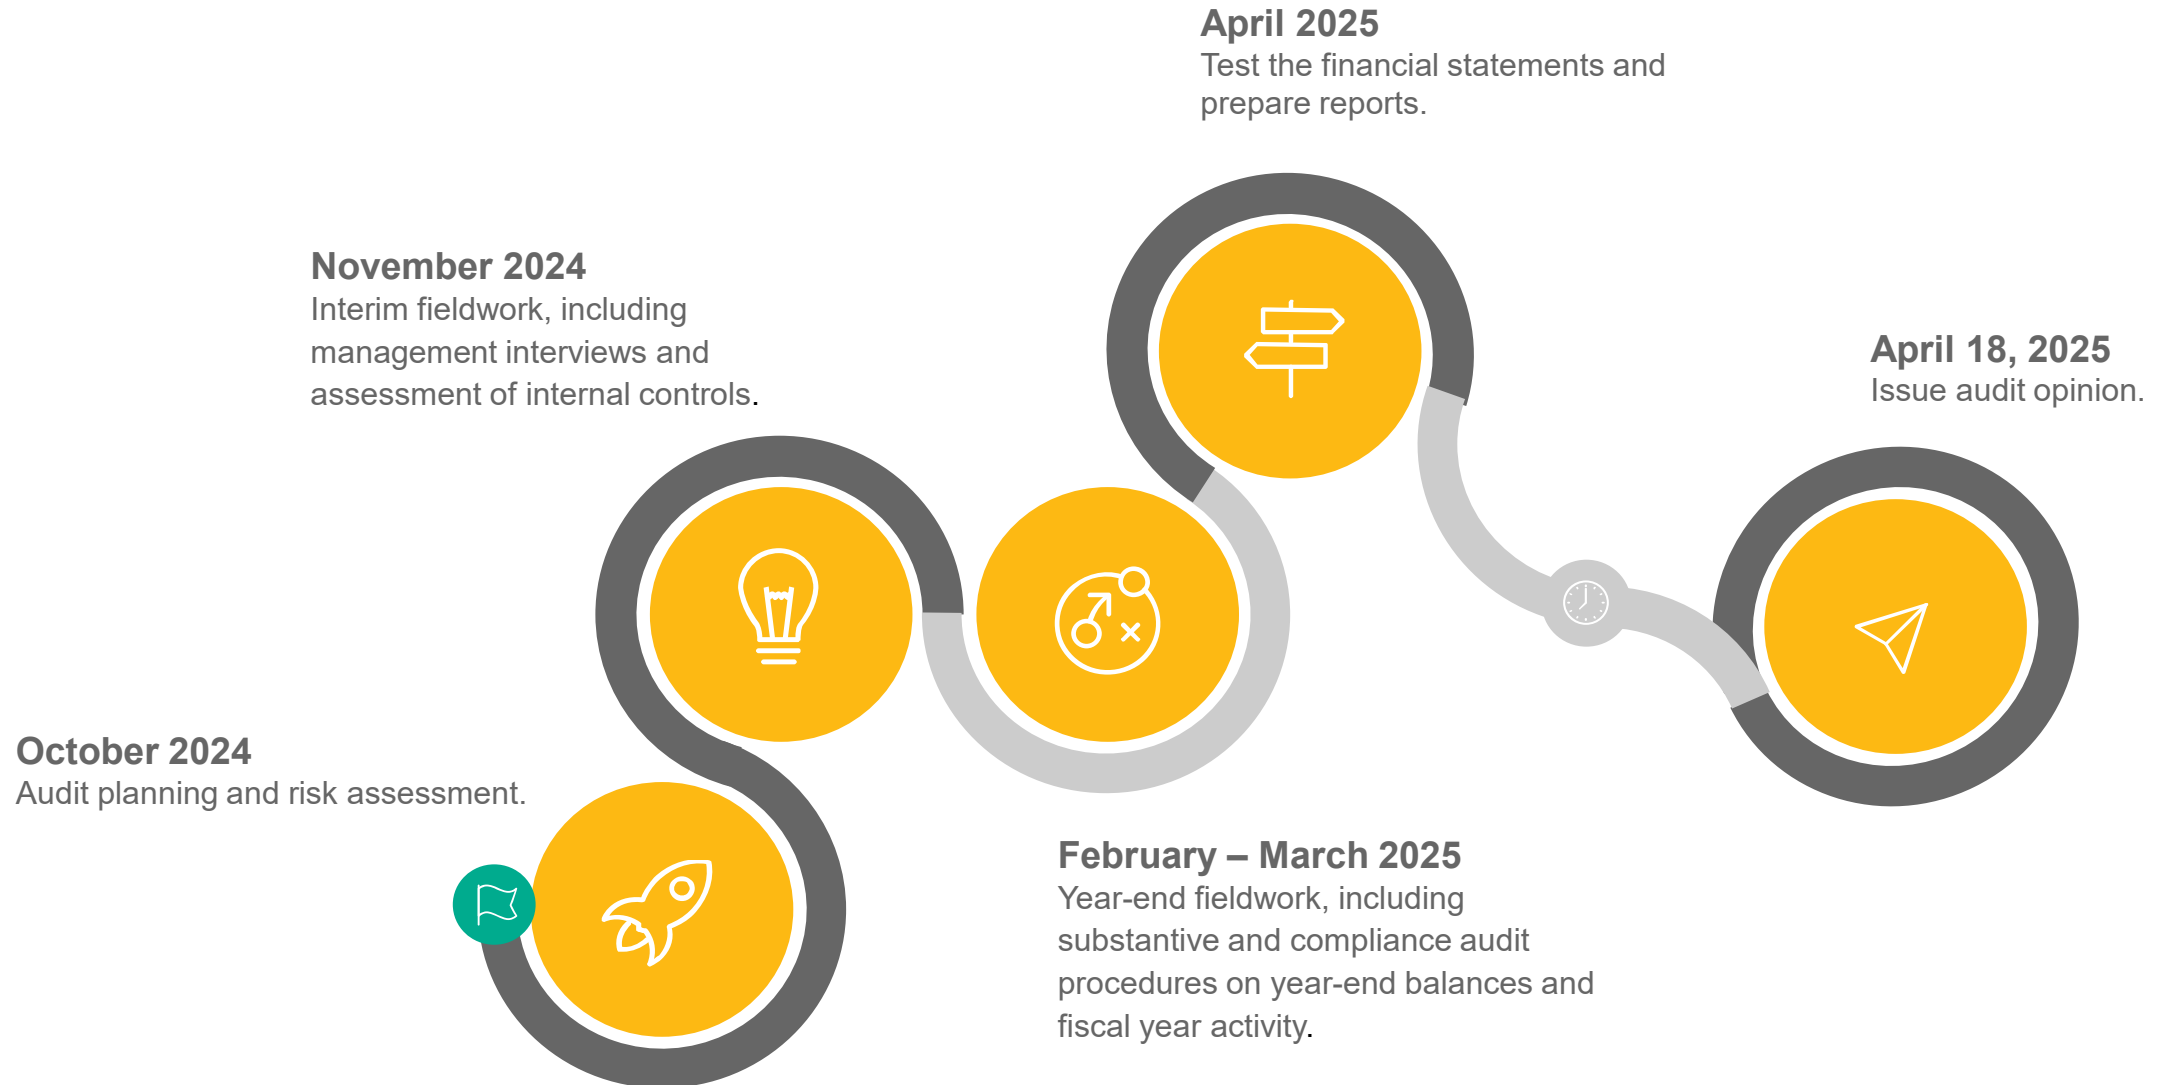 October 2024
Audit planning and risk assessment.
November 2024
Interim fieldwork, including
management interviews and
assessment of internal controls.
February – March 2025
Year-end fieldwork, including
substantive and compliance audit
procedures on year-end balances and
fiscal year activity.
April 2025
Test the financial statements and
prepare reports.
April 18, 2025
Issue audit opinion.